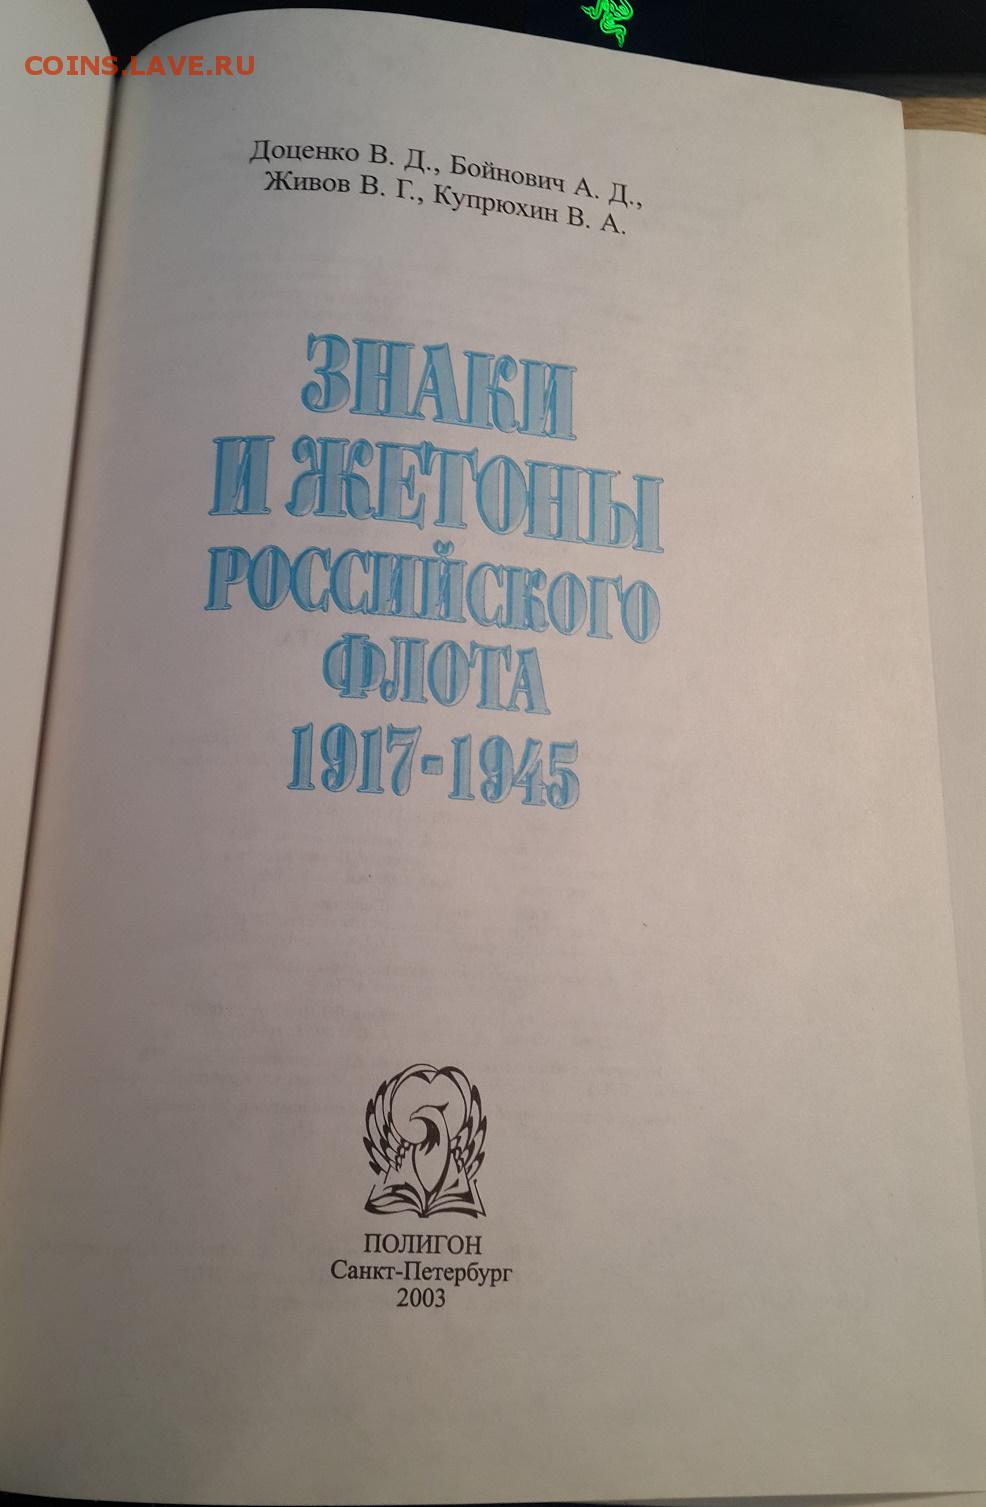 COINS.LAVE.RU
Доценко В. Д., Бойнович А. Д.,
Живов В. Г., Купрюхин В. А.
ЗНАКИ
И ЖЕТОНЫ
РОССИЙСКОГО
ФЛОТА
1917-1945
ПОЛИГОН
Санкт-Петербург
2003